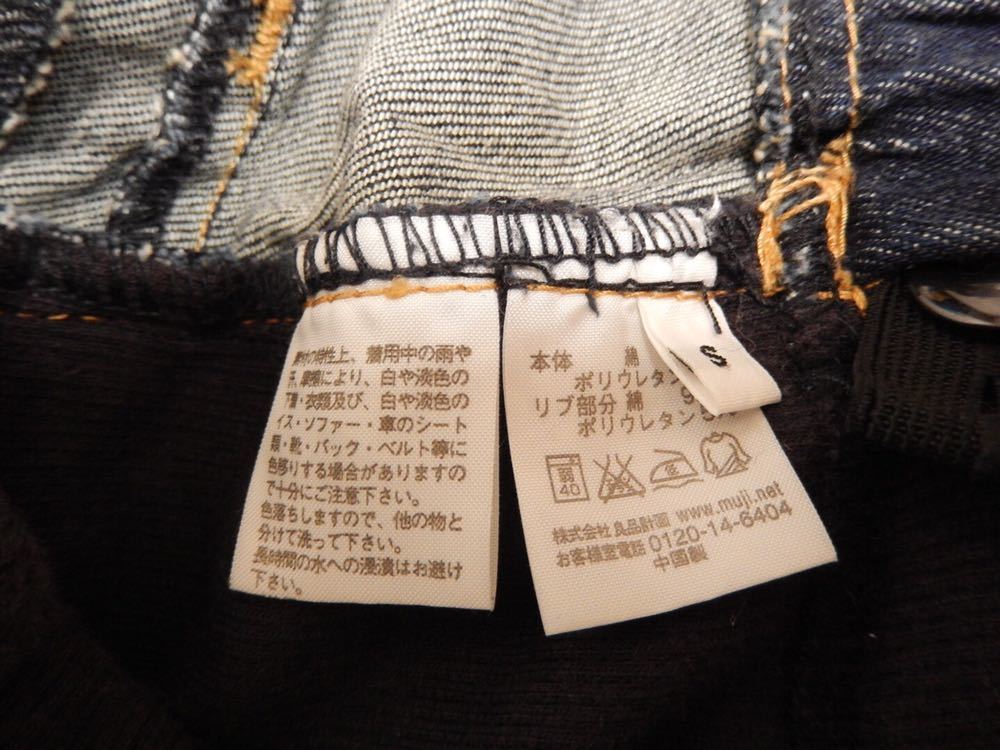 の特性上、着用中の雨や
汗、摩擦により、白や淡色の
下着・衣類及び、白や淡色の
イス・ソファー・車のシート
類・靴・バック・ベルト等に
色移りする場合がありますの
で十分にご注意下さい。
色落ちしますので、他の物と
分けて洗って下さい。
長時間の水への浸漬はお避け
下さい。
本体 綿
ポリウレタン
リブ部分 綿 9
ポリウレタン
S
弱
40
低
株式会社 良品計画 www.muji.net
お客様室電話 0120-14-6404
中国製